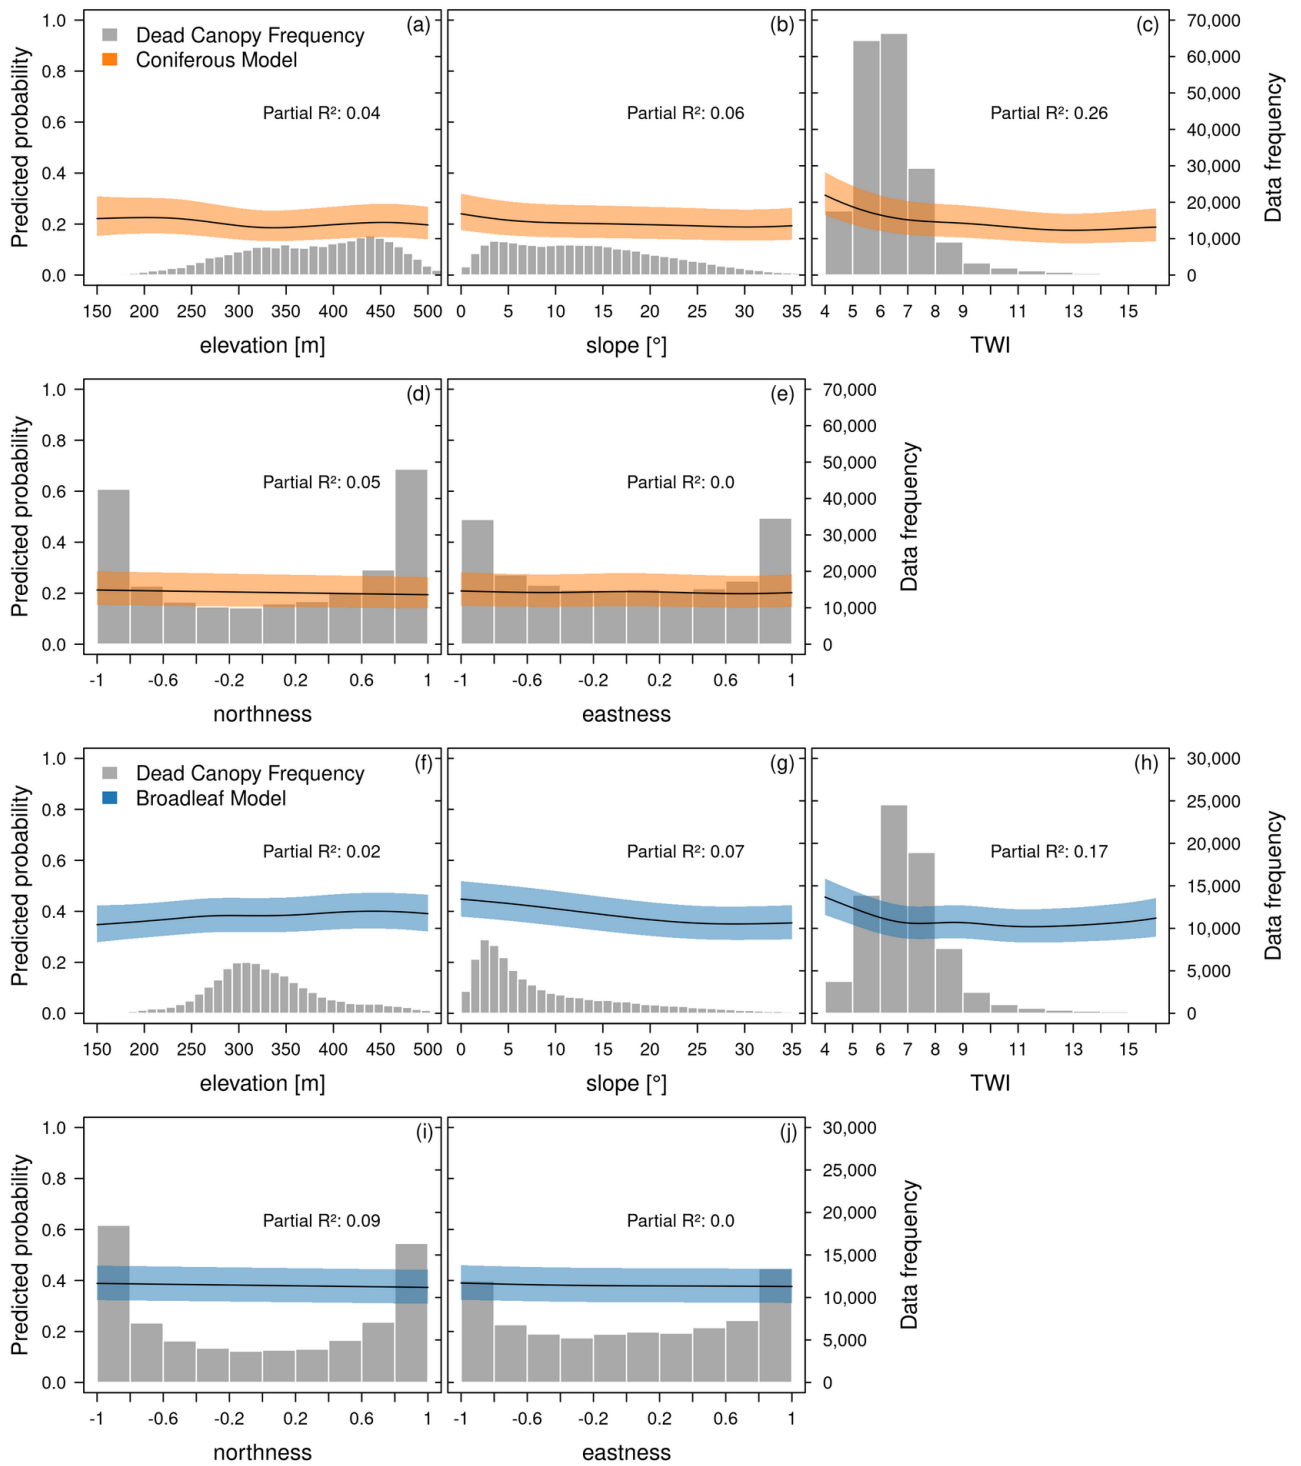 (a)
Dead Canopy Frequency
Coniferous Model
Partial R²: 0.04
Predicted probability
1.0
0.8
0.6
0.4
0.2
0.0
150 200 250 300 350 400 450 500
elevation [m]
(b)
Partial R²: 0.06
0 5 10 15 20 25 30 35
slope [°]
(c)
Partial R²: 0.26
70,000
60,000
50,000
40,000
30,000
20,000
10,000
0
Data frequency
4 5 6 7 8 9 11 13 15
TWI
(d)
Partial R²: 0.05
Predicted probability
1.0
0.8
0.6
0.4
0.2
0.0
-1 -0.6 -0.2 0.2 0.6 1
northness
(e)
Partial R²: 0.0
70,000
60,000
50,000
40,000
30,000
20,000
10,000
0
Data frequency
-1 -0.6 -0.2 0.2 0.6 1
eastness
(f)
Dead Canopy Frequency
Broadleaf Model
Partial R²: 0.02
Predicted probability
1.0
0.8
0.6
0.4
0.2
0.0
150 200 250 300 350 400 450 500
elevation [m]
(g)
Partial R²: 0.07
0 5 10 15 20 25 30 35
slope [°]
(h)
Partial R²: 0.17
30,000
25,000
20,000
15,000
10,000
5,000
0
Data frequency
4 5 6 7 8 9 11 13 15
TWI
(i)
Partial R²: 0.09
Predicted probability
1.0
0.8
0.6
0.4
0.2
0.0
-1 -0.6 -0.2 0.2 0.6 1
northness
(j)
Partial R²: 0.0
30,000
25,000
20,000
15,000
10,000
5,000
0
Data frequency
-1 -0.6 -0.2 0.2 0.6 1
eastness